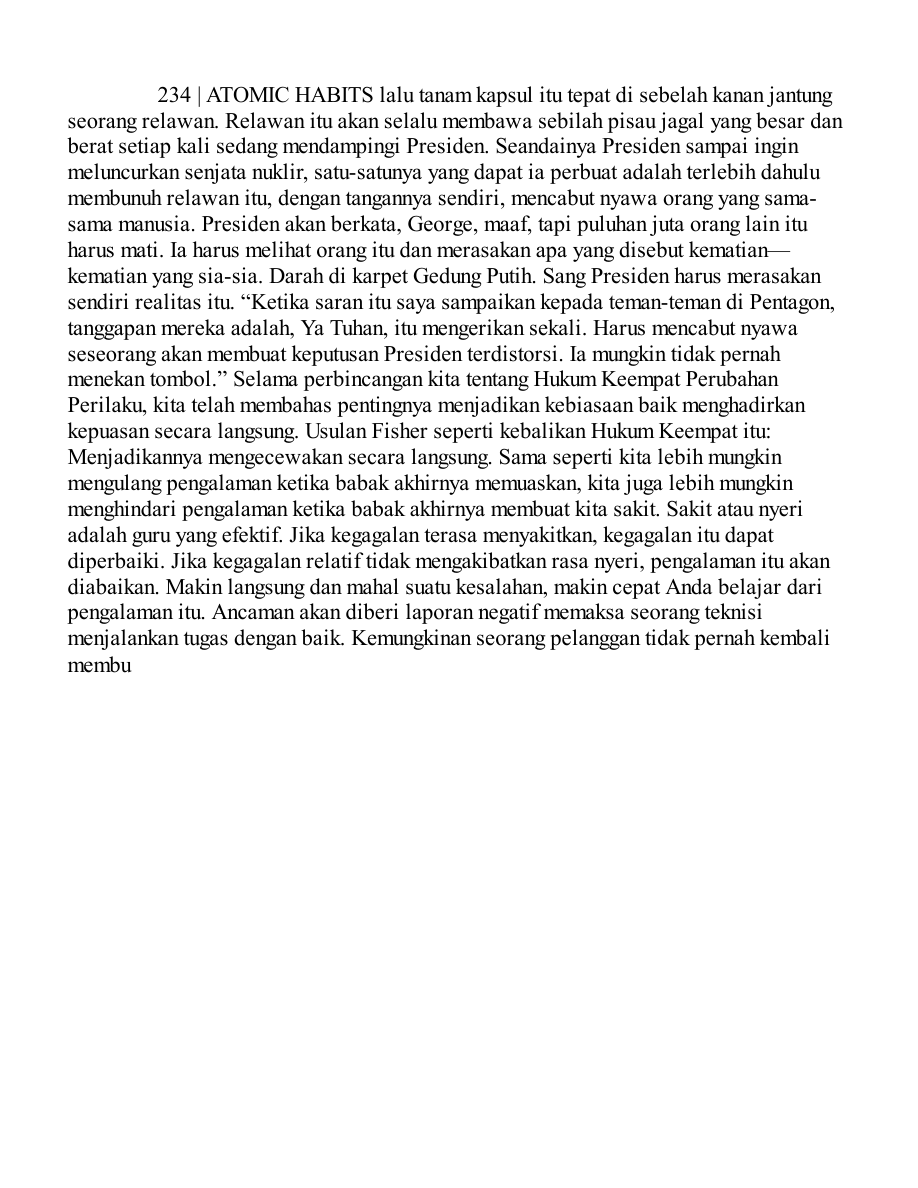 234 | ATOMIC HABITS lalu tanam kapsul itu tepat di sebelah kanan jantung
seorang relawan. Relawan itu akan selalu membawa sebilah pisau jagal yang besar dan
berat setiap kali sedang mendampingi Presiden. Seandainya Presiden sampai ingin
meluncurkan senjata nuklir, satu-satunya yang dapat ia perbuat adalah terlebih dahulu
membunuh relawan itu, dengan tangannya sendiri, mencabut nyawa orang yang sama-
sama manusia. Presiden akan berkata, George, maaf, tapi puluhan juta orang lain itu
harus mati. Ia harus melihat orang itu dan merasakan apa yang disebut kematian—
kematian yang sia-sia. Darah di karpet Gedung Putih. Sang Presiden harus merasakan
sendiri realitas itu. “Ketika saran itu saya sampaikan kepada teman-teman di Pentagon,
tanggapan mereka adalah, Ya Tuhan, itu mengerikan sekali. Harus mencabut nyawa
seseorang akan membuat keputusan Presiden terdistorsi. Ia mungkin tidak pernah
menekan tombol.” Selama perbincangan kita tentang Hukum Keempat Perubahan
Perilaku, kita telah membahas pentingnya menjadikan kebiasaan baik menghadirkan
kepuasan secara langsung. Usulan Fisher seperti kebalikan Hukum Keempat itu:
Menjadikannya mengecewakan secara langsung. Sama seperti kita lebih mungkin
mengulang pengalaman ketika babak akhirnya memuaskan, kita juga lebih mungkin
menghindari pengalaman ketika babak akhirnya membuat kita sakit. Sakit atau nyeri
adalah guru yang efektif. Jika kegagalan terasa menyakitkan, kegagalan itu dapat
diperbaiki. Jika kegagalan relatif tidak mengakibatkan rasa nyeri, pengalaman itu akan
diabaikan. Makin langsung dan mahal suatu kesalahan, makin cepat Anda belajar dari
pengalaman itu. Ancaman akan diberi laporan negatif memaksa seorang teknisi
menjalankan tugas dengan baik. Kemungkinan seorang pelanggan tidak pernah kembali
membu